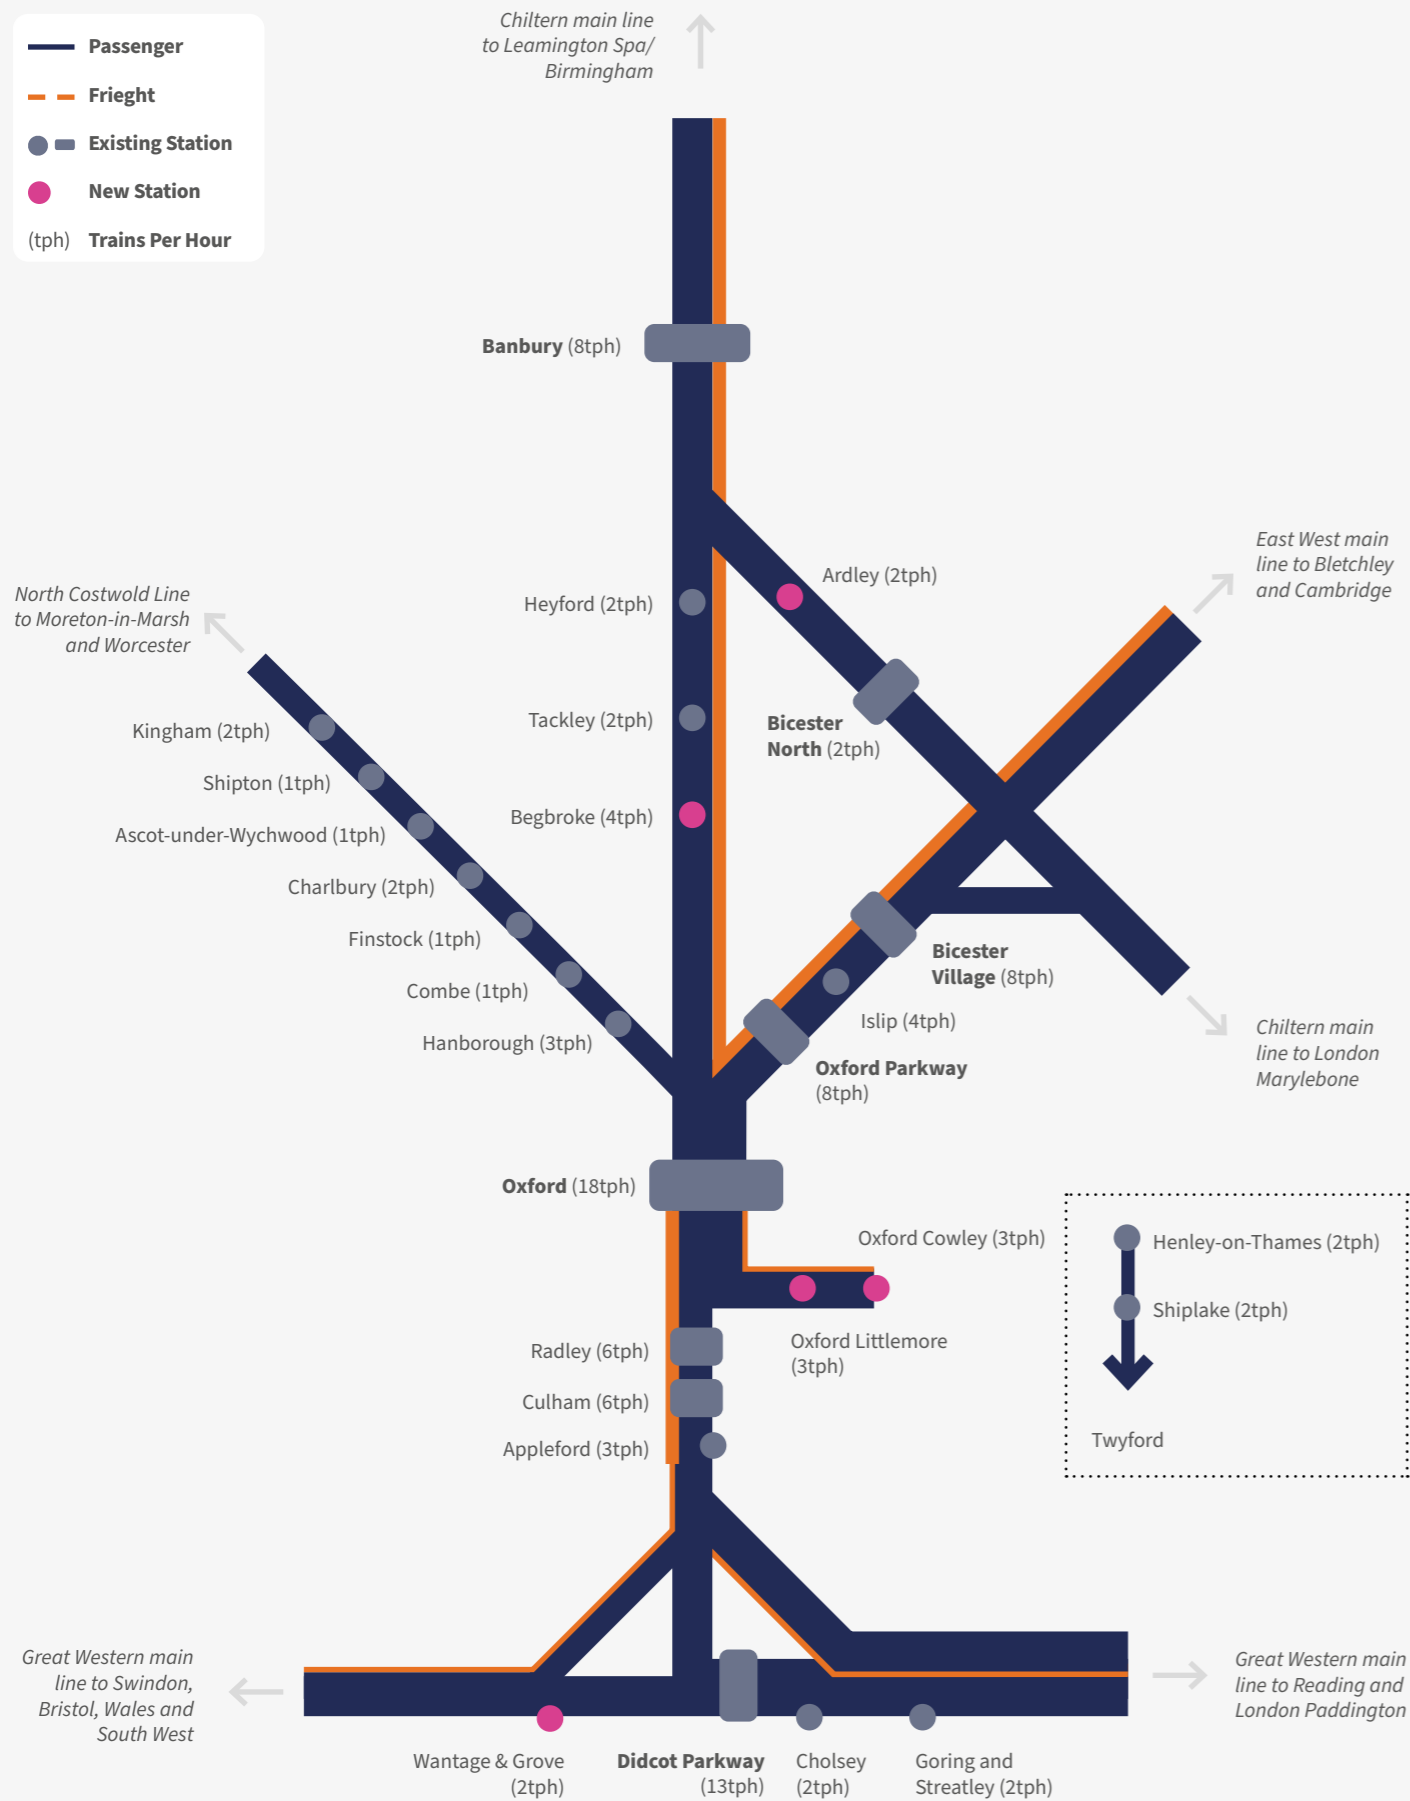 Passenger
Frieght
Existing Station
New Station
(tph) Trains Per Hour
Chiltern main line
to Leamington Spa/
Birmingham
Banbury (8tph)
North Costwold Line
to Moreton-in-Marsh
and Worcester
East West main
line to Bletchley
and Cambridge
Ardley (2tph)
Heyford (2tph)
Tackley (2tph)
Bicester
North (2tph)
Begbroke (4tph)
Kingham (2tph)
Shipton (1tph)
Ascot-under-Wychwood (1tph)
Charlbury (2tph)
Finstock (1tph)
Combe (1tph)
Hanborough (3tph)
Bicester
Village (8tph)
Islip (4tph)
Oxford Parkway
(8tph)
Chiltern main
line to London
Marylebone
Oxford (18tph)
Oxford Cowley (3tph)
Oxford Littlemore
(3tph)
Henley-on-Thames (2tph)
Shiplake (2tph)
Twyford
Radley (6tph)
Culham (6tph)
Appleford (3tph)
Great Western main
line to Swindon,
Bristol, Wales and
South West
Great Western main
line to Reading and
London Paddington
Wantage & Grove
(2tph)
Didcot Parkway
(13tph)
Cholsey
(2tph)
Goring and
Streatley (2tph)